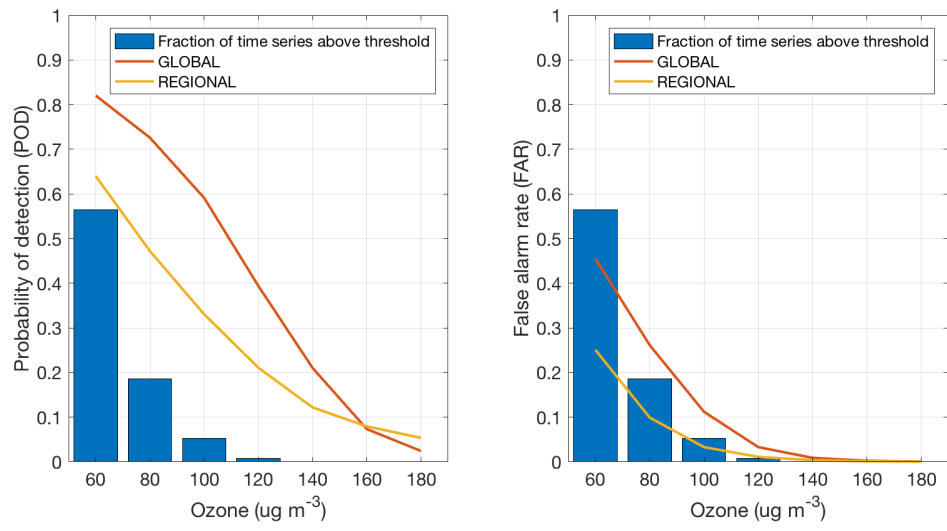 Fraction of time series above threshold
GLOBAL
REGIONAL
Probability of detection (POD)
1
0.9
0.8
0.7
0.6
0.5
0.4
0.3
0.2
0.1
0
60 80 100 120 140 160 180
Ozone (ug m-3)
Fraction of time series above threshold
GLOBAL
REGIONAL
False alarm rate (FAR)
1
0.9
0.8
0.7
0.6
0.5
0.4
0.3
0.2
0.1
0
60 80 100 120 140 160 180
Ozone (ug m-3)